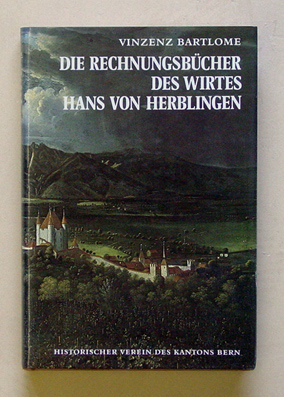 VINZENZ BARTLOME
DIE RECHNUNGSBÜCHER
DES WIRTES
HANS VON HERBLINGEN
HISTORISCHER VEREIN DES KANTONS BERN